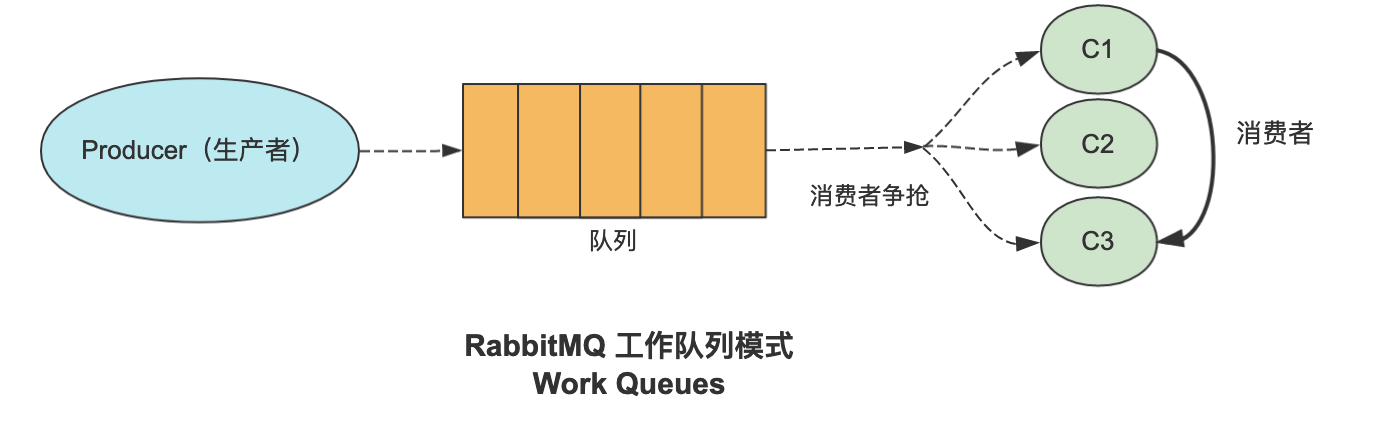 Producer（生产者）
队列
消费者争抢
C1
C2
C3
消费者
RabbitMQ 工作队列模式
Work Queues